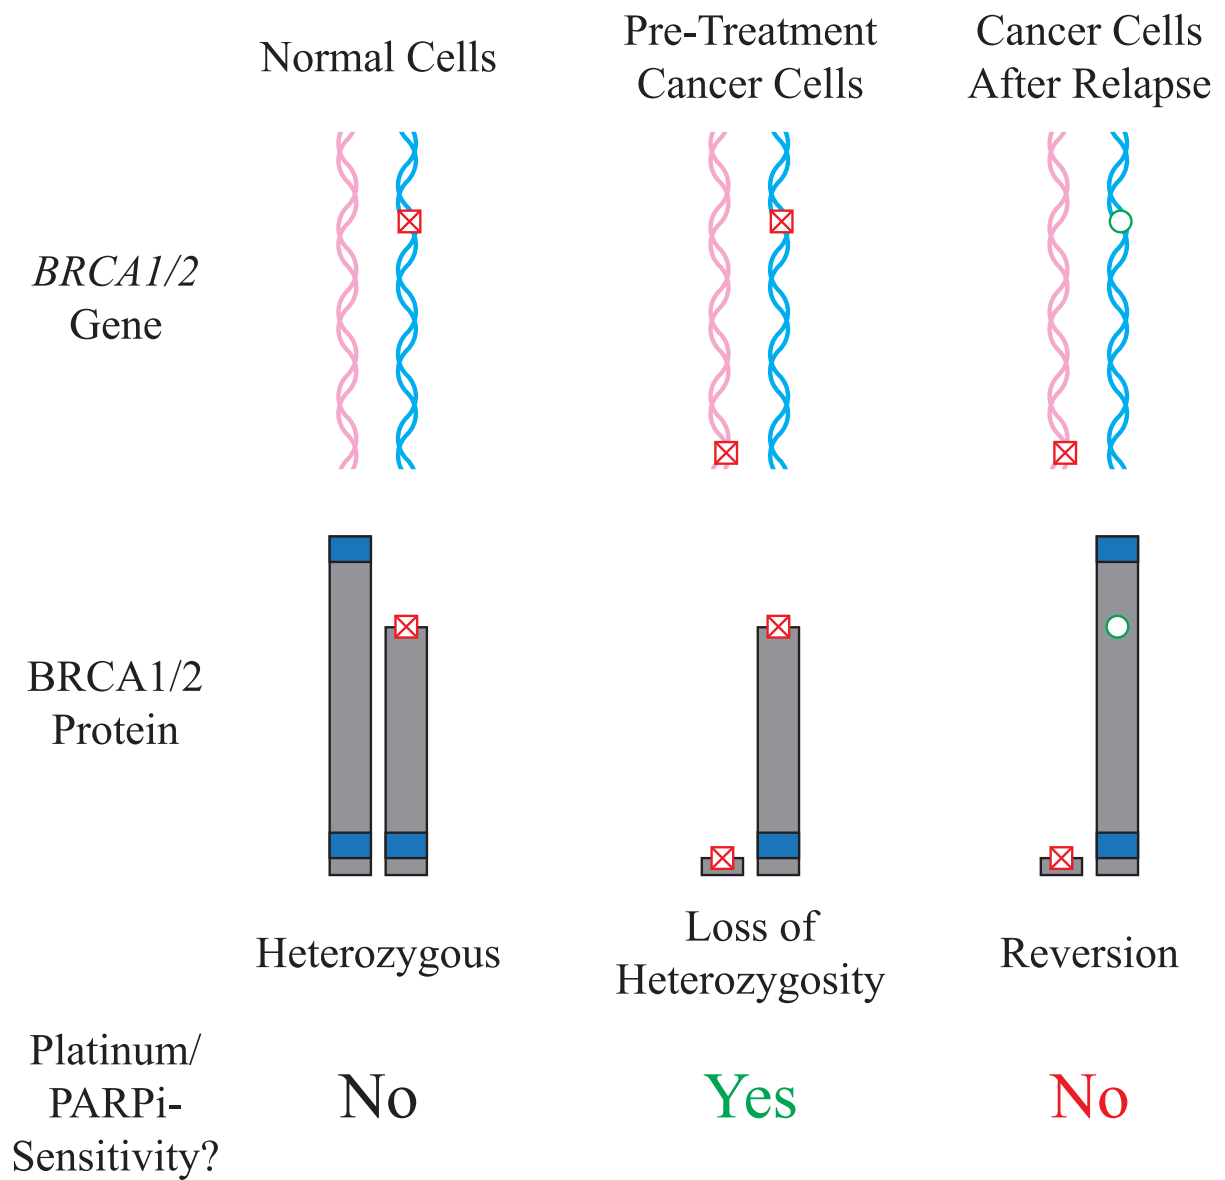 Normal Cells
Pre-Treatment
Cancer Cells
Cancer Cells
After Relapse
BRCA1/2
Gene
BRCA1/2
Protein
Heterozygous
Loss of
Heterozygosity
Reversion
Platinum/
PARPi-
Sensitivity?
No
Yes
No